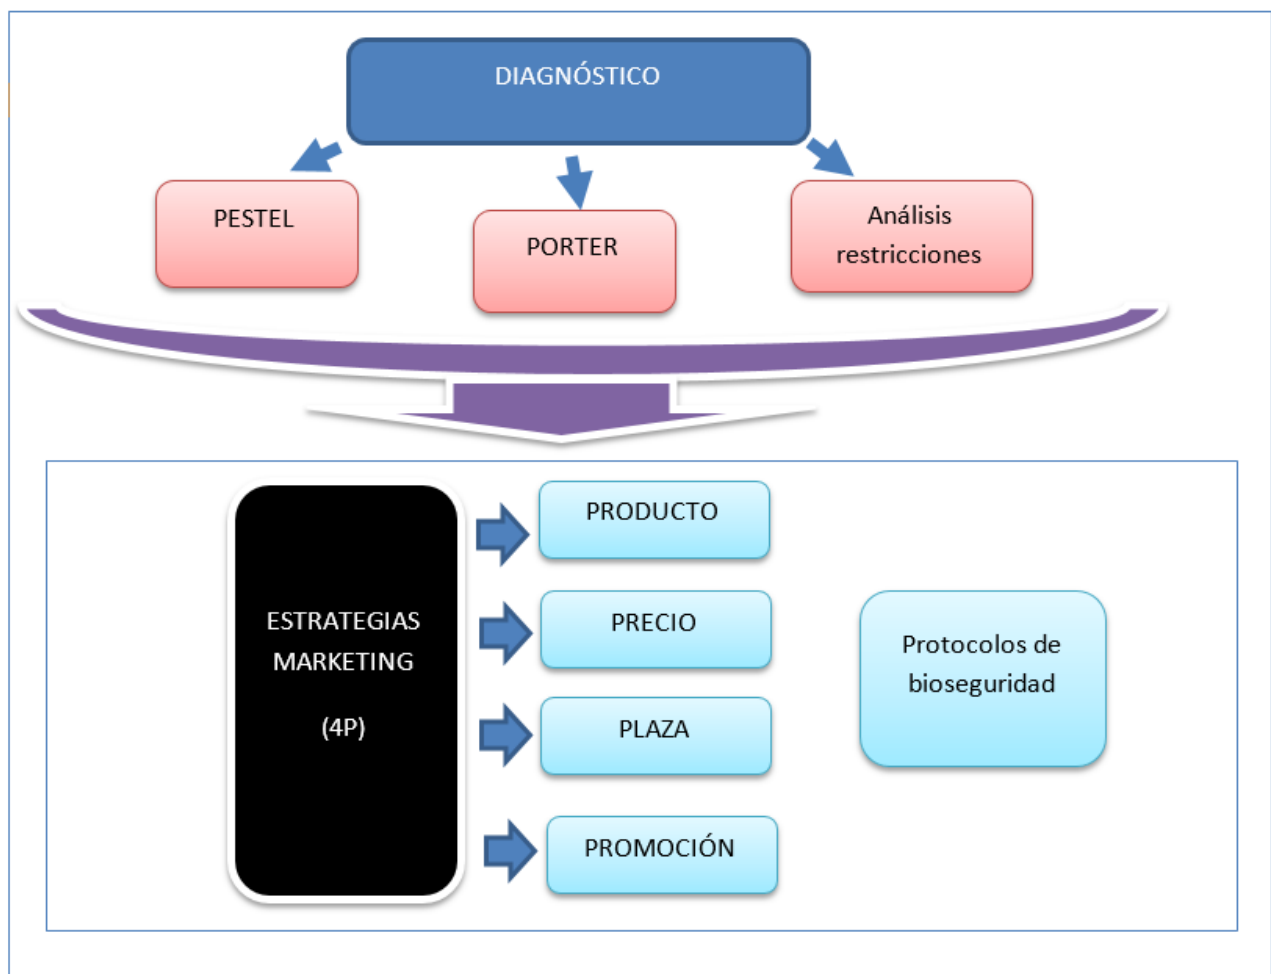 DIAGNÓSTICO
PESTEL
PORTER
Análisis
restricciones
ESTRATEGIAS
MARKETING
(4P)
PRODUCTO
PRECIO
PLAZA
PROMOCIÓN
Protocolos de
bioseguridad